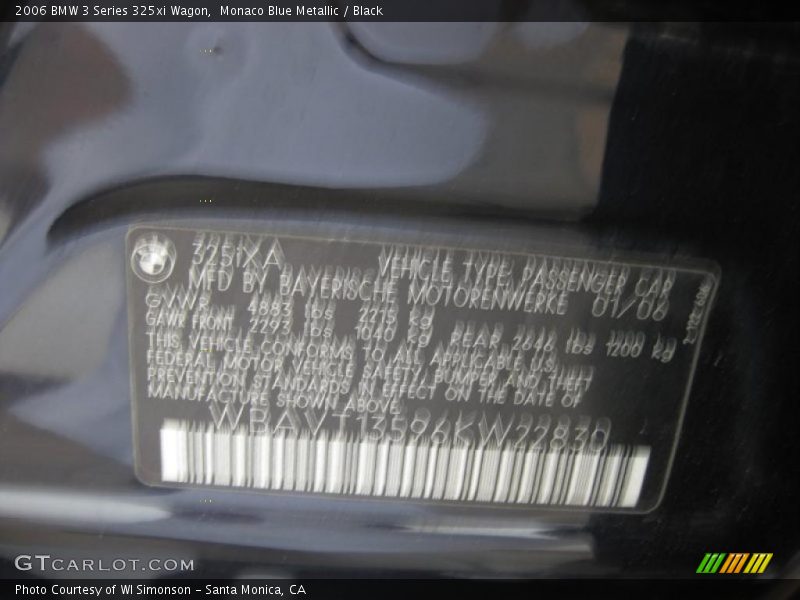 2006 BMW 3 Series 325xi Wagon, Monaco Blue Metallic / Black
325IXA VEHICLE TYPE: PASSENGER CAR
MFD BY BAYERISCHE MOTORENWERKE 01/06
GVWR 4883 lbs 2215 kg
GAWR FRONT 2293 lbs 1040 kg REAR 2646 lbs 1200 kg
THIS VEHICLE CONFORMS TO ALL APPLICABLE U.S.
FEDERAL MOTOR VEHICLE SAFETY, BUMPER, AND THEFT
PREVENTION STANDARDS IN EFFECT ON THE DATE OF
MANUFACTURE SHOWN ABOVE.
GTCARLOT.COM
Photo Courtesy of WI Simonson - Santa Monica, CA